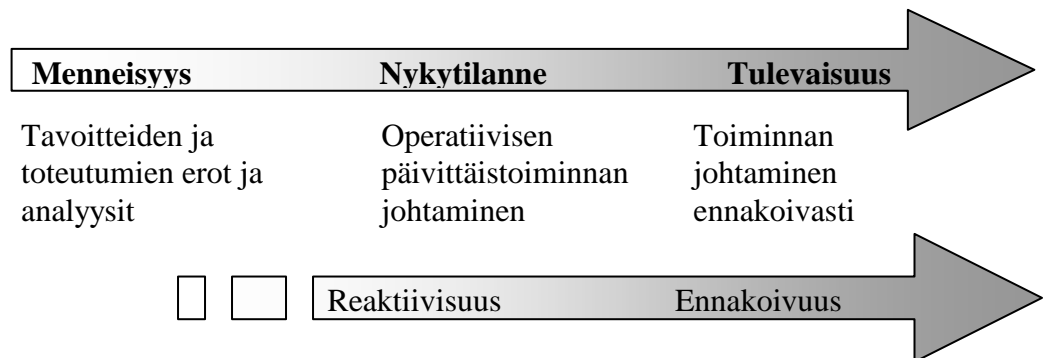 Menneisyys Nykytilanne Tulevaisuus
Tavoitteiden ja
toteutumien erot ja
analyysit
Operatiivisen
päivittäistoiminnan
johtaminen
Toiminnan
johtaminen
ennakoivasti
Reaktiivisuus Ennakoivuus